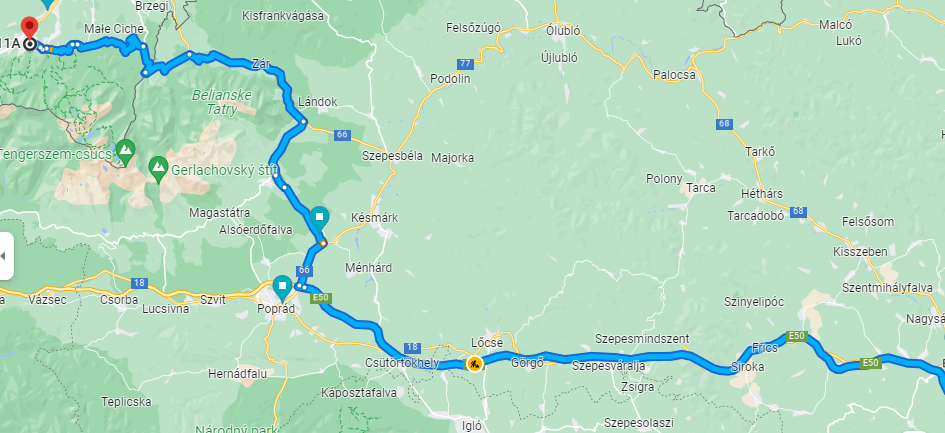 Brzegi
Kisfrankvágása
Małe Ciche
11A
Felsőzúgó
Ólubló
Újlubló
Malcó
Lukó
77
Podolin
Palocsa
Zár
Belianske
Tatry
Lándok
66
68
Tarkő
Tengerszem-csúcs
Gerlachovský štít
Szepesbéla
Majorka
Polony
Tarca
Héthárs
Tarcadobó
68
Felsősom
Magastátra
Alsóerdőfalva
Késmárk
Kisszeben
66
Ménhárd
18
E50
Szentmihályfalva
Vázsec
Csorba
Lucsivna
Szvit
Poprád
Szinyelipóc
Nagysá
18
Lőcse
Szepesmindszent
Frics
E50
E50
Csütörtökhely
Görgő
Szepesváralja
Siroka
Hernádfalu
Zsigra
Káposztafalva
Teplicska
Igló
Szepesolaszi
Národný park